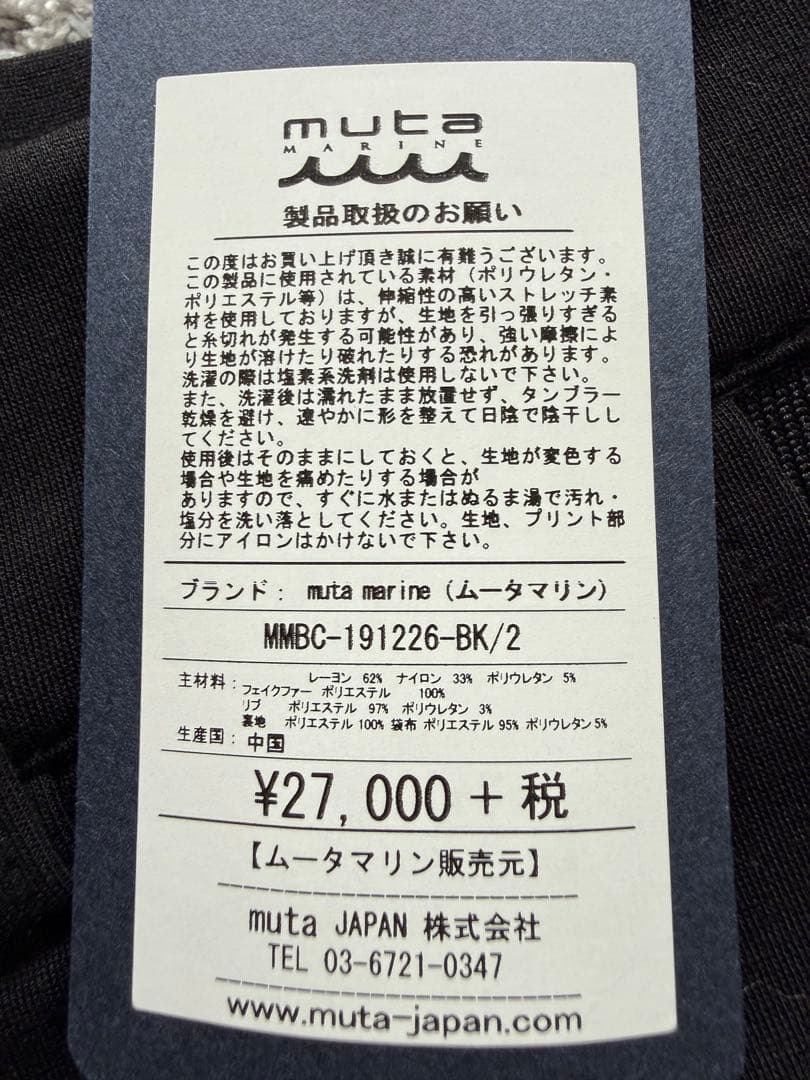 muta
MARINE
製品取扱のお願い
この度はお買い上げ頂き誠に有難うございます。
この製品に使用されている素材（ポリウレタン・
ポリエステル等）は、伸縮性の高いストレッチ素
材を使用しておりますが、生地を引っ張りすぎる
と糸切れが発生する可能性があり、強い摩擦によ
り生地が溶けたり破れたりする恐れがあります。
洗濯の際は塩素系洗剤は使用しないで下さい。
また、洗濯後は濡れたまま放置せず、タンブラー
乾燥を避け、速やかに形を整えて日陰で陰干しし
てください。
使用後はそのままにしておくと、生地が変色する
場合や生地を痛めたりする場合が
ありますので、すぐに水またはぬるま湯で汚れ・
塩分を洗い落としてください。生地、プリント部
分にアイロンはかけないで下さい。
ブランド： muta marine（ムータマリン）
MMBC-191226-BK/2
主材料： レーヨン 62% ナイロン 33% ポリウレタン 5%
フェイクファー ポリエステル 100%
リブ ポリエステル 97% ポリウレタン 3%
裏地 ポリエステル 100% 袋布 ポリエステル 95% ポリウレタン 5%
生産国： 中国
¥27,000 + 税
【ムータマリン販売元】
muta JAPAN 株式会社
TEL 03-6721-0347
www.muta-japan.com